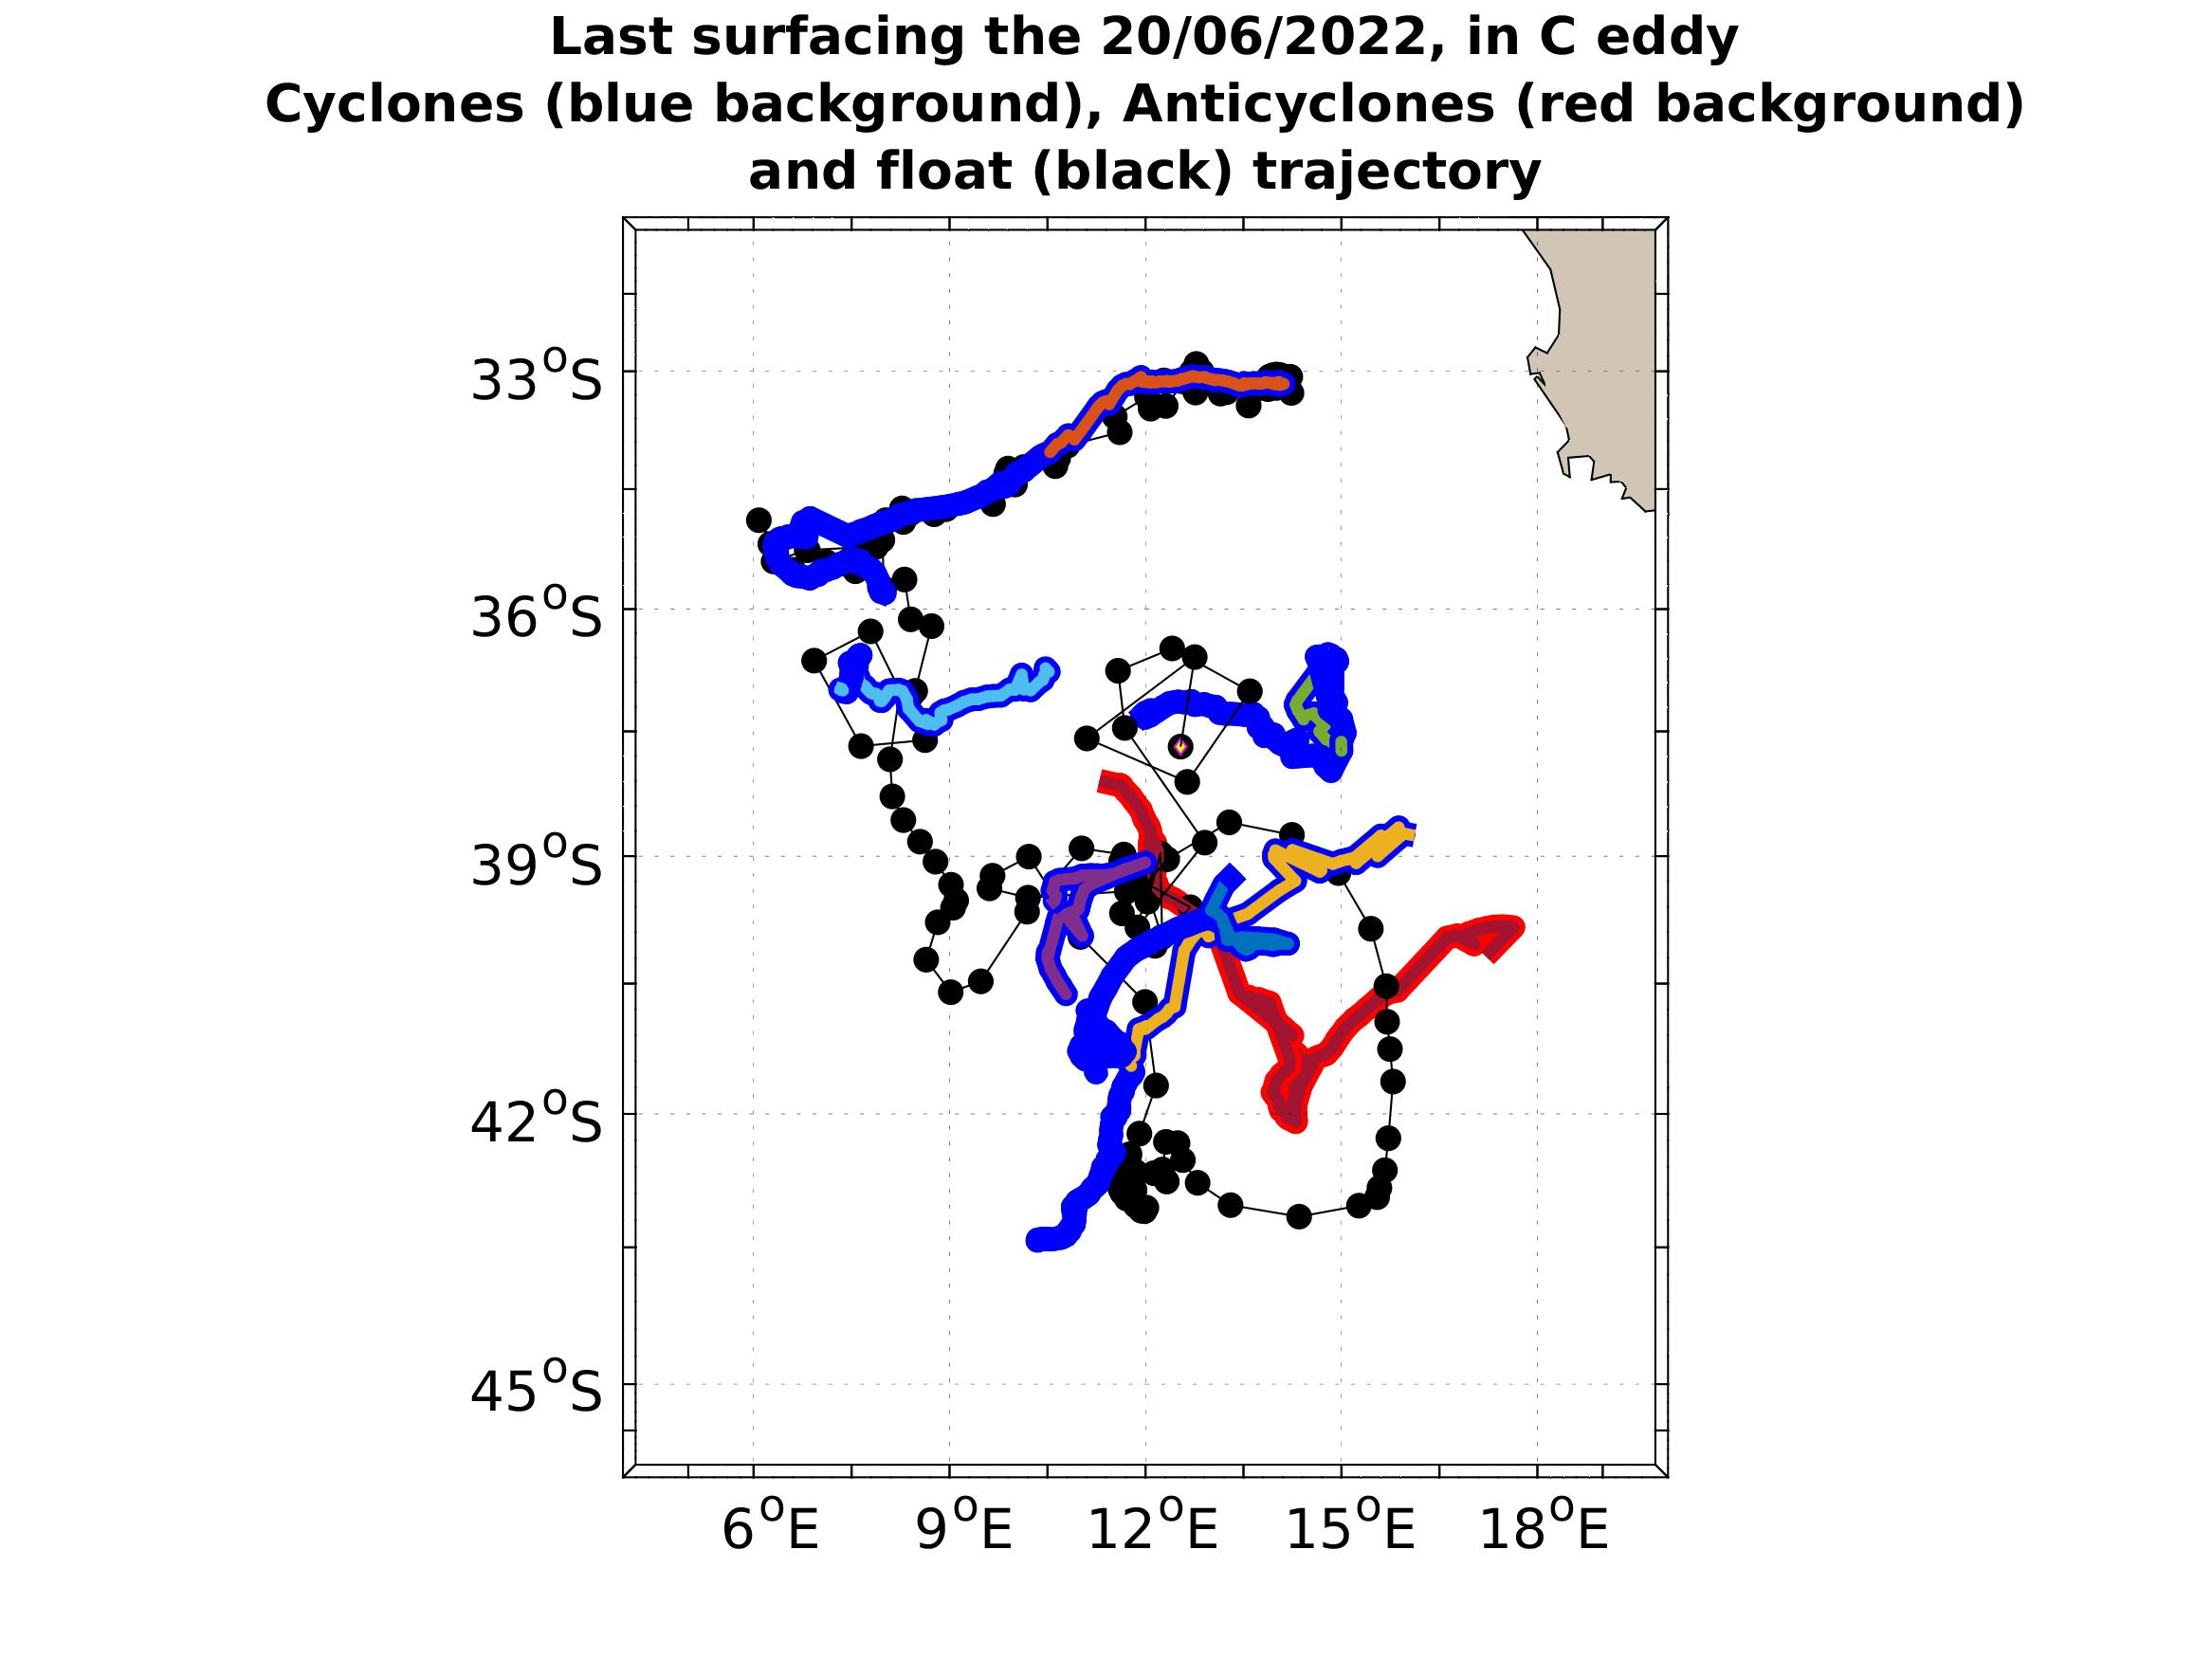 Last surfacing the 20/06/2022, in C eddy
Cyclones (blue background), Anticyclones (red background)
and float (black) trajectory
33°S
36°S
39°S
42°S
45°S
6°E 9°E 12°E 15°E 18°E